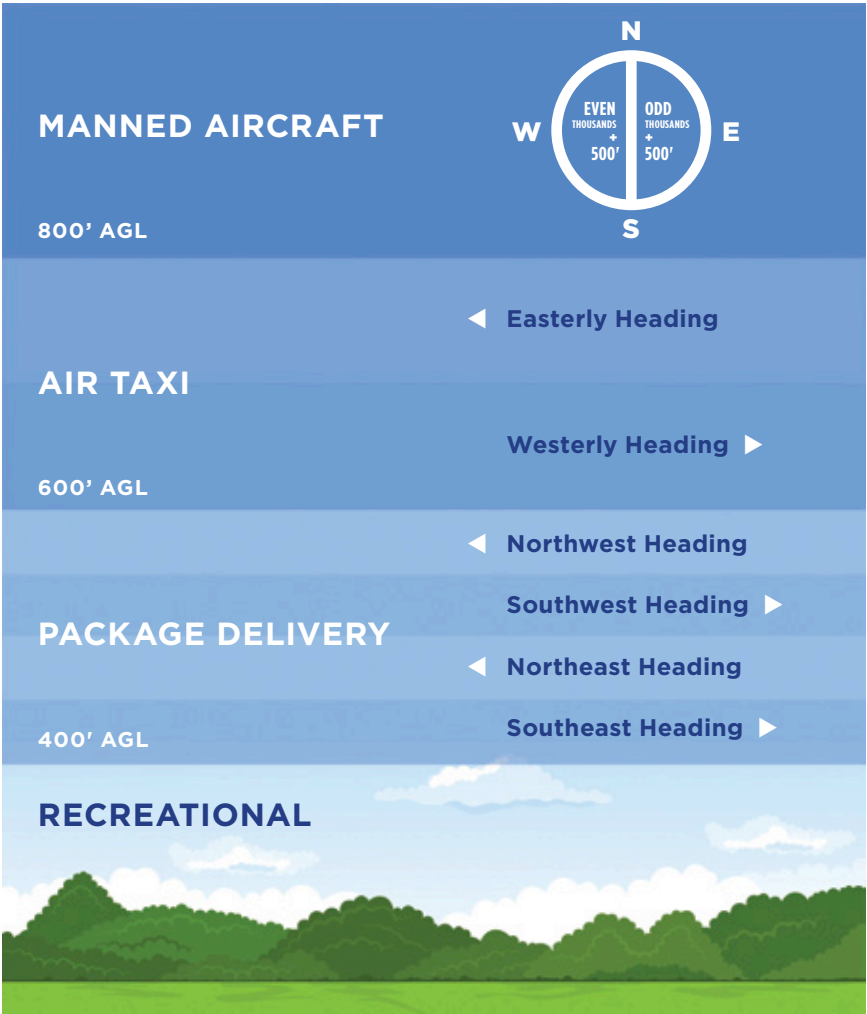 N
MANNED AIRCRAFT
W
EVEN
THOUSANDS
+
500'
ODD
THOUSANDS
+
500'
E
S
800’ AGL
Easterly Heading
AIR TAXI
Westerly Heading
600’ AGL
Northwest Heading
Southwest Heading
PACKAGE DELIVERY
Northeast Heading
Southeast Heading
400' AGL
RECREATIONAL